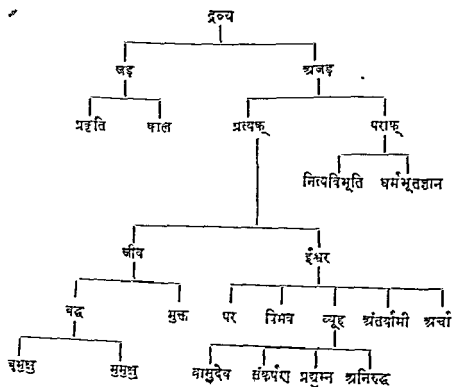 द्रव्य
जड़ अजड़
प्रकृति काल प्रत्यक् पराक्
नित्यविभूति धर्मभूतज्ञान
जीव ईश्वर
बद्ध मुक्त पर विभव व्यूह अंतर्यामी अर्चा
बुभुक्षु मुमुक्षु वासुदेव संकर्षण प्रद्युम्न अनिरुद्ध